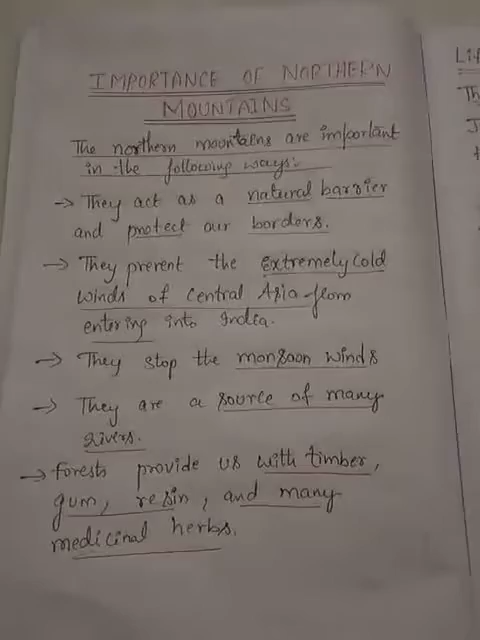 IMPORTANCE OF NORTHERN
MOUNTAINS
The northern mountains are important
in the following ways:
→ They act as a natural barrier
and protect our borders.
→ They prevent the extremely cold
winds of Central Asia from
entering into India.
→ They stop the monsoon winds
→ They are a source of many
rivers.
→ Forests provide us with timber,
gum, resin, and many
medicinal herbs.
Li
Th
J